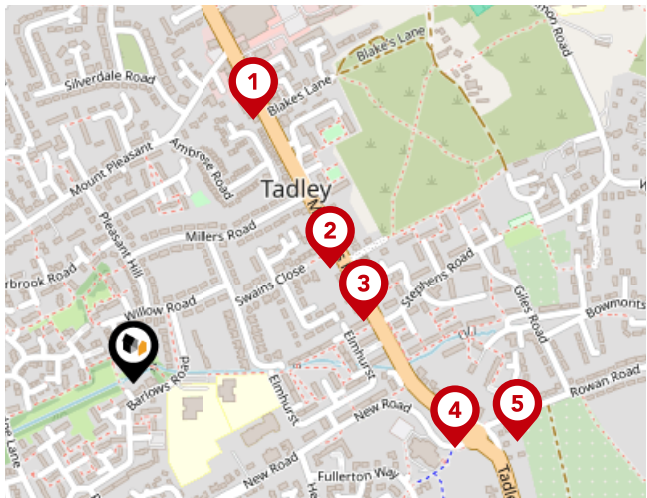 Blake's Lane
Silverdale Road
1
Blakes Lane
Mount Pleasant
Ambrose Road
Tadley
Pleasant Hill
Millers Road
2
Stephens Road
Swains Close
3
Giles Road
Willow Road
Bowmonts
Elmhurst
Barlows Road
Elmhurst
Rowan Road
New Road
4
5
New Road
Fullerton Way